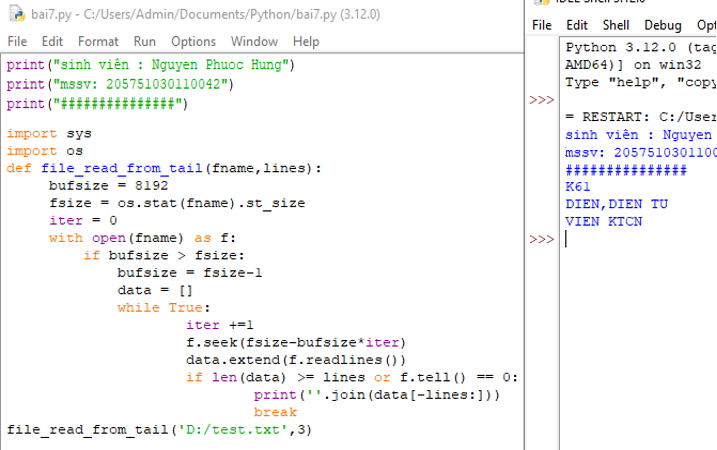 bai7.py - C:/Users/Admin/Documents/Python/bai7.py (3.12.0)
File Edit Format Run Options Window Help
print("sinh viên : Nguyen Phuoc Hung")
print("mssv: 205751030110042")
print("###############")
import sys
import os
def file_read_from_tail(fname,lines):
bufsize = 8192
fsize = os.stat(fname).st_size
iter = 0
with open(fname) as f:
if bufsize > fsize:
bufsize = fsize-1
data = []
while True:
iter +=1
f.seek(fsize-bufsize*iter)
data.extend(f.readlines())
if len(data) >= lines or f.tell() == 0:
print(''.join(data[-lines:]))
break
file_read_from_tail('D:/test.txt',3)
File Edit Shell Debug
Python 3.12.0 (tag
AMD64)] on win32
Type "help", "copy
>>>
= RESTART: C:/User
sinh viên : Nguyen
mssv: 2057510301100
################
K61
DIEN,DIEN TU
VIEN KTCN
>>>